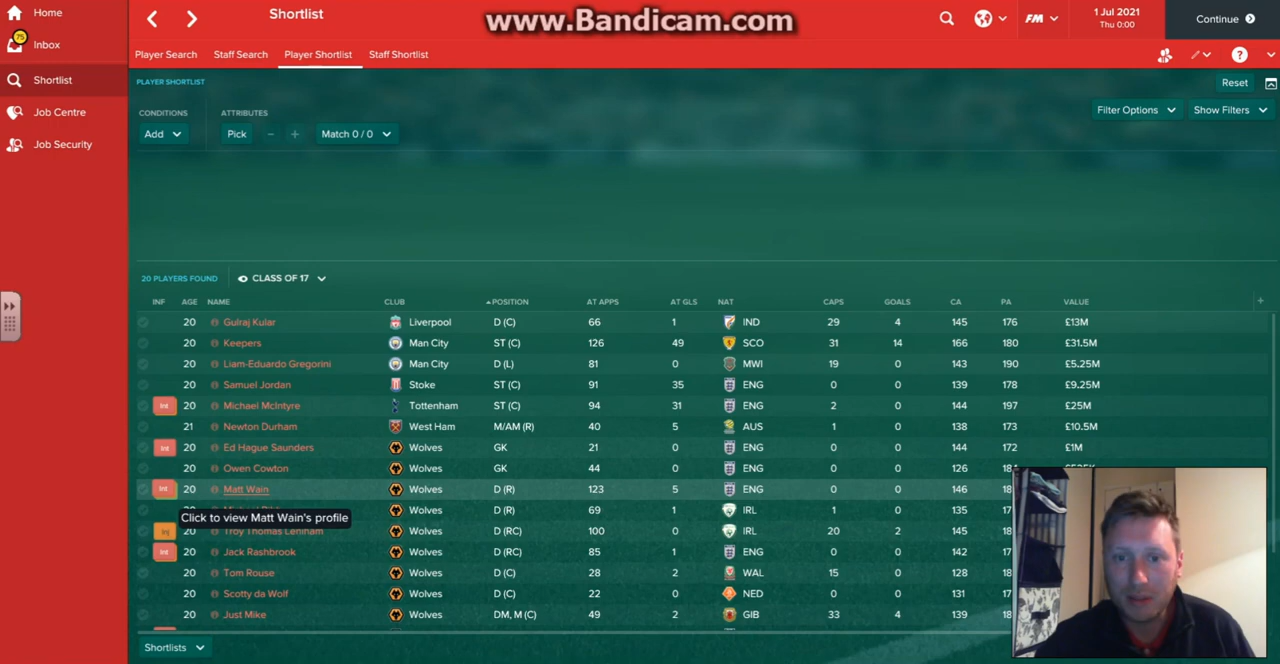 Home
Shortlist
www.Bandicam.com
1 Jul 2021
Thu 0:00
FM
Continue
75
Inbox
Player Search Staff Search Player Shortlist Staff Shortlist
?
Shortlist
PLAYER SHORTLIST
Reset
Job Centre
CONDITIONS ATTRIBUTES
Filter Options Show Filters
Add Pick - + Match 0 / 0
Job Security
20 PLAYERS FOUND CLASS OF 17
INF AGE NAME CLUB POSITION AT APPS AT GLS NAT CAPS GOALS CA PA VALUE +
20 Gulraj Kular Liverpool D (C) 66 1 IND 29 4 145 176 £13M
20 Keepers Man City ST (C) 126 49 SCO 31 14 166 180 £31.5M
20 Liam-Eduardo Gregorini Man City D (L) 81 0 MWI 19 0 143 190 £5.25M
20 Samuel Jordan Stoke ST (C) 91 35 ENG 0 0 139 178 £9.25M
Int 20 Michael McIntyre Tottenham ST (C) 94 31 ENG 2 0 144 197 £25M
21 Newton Durham West Ham M/AM (R) 40 5 AUS 1 0 138 173 £10.5M
Int 20 Ed Hague Saunders Wolves GK 21 0 ENG 0 0 144 172 £1M
20 Owen Cowton Wolves GK 44 0 ENG 0 0 126
Int 20 Matt Wain Wolves D (R) 123 5 ENG 0 0 146
Wolves D (R) 69 1 IRL 1 0 135
Click to view Matt Wain's profile
Inj 20 Troy Thomas Leniham Wolves D (RC) 100 0 IRL 20 2 145
Int 20 Jack Rashbrook Wolves D (RC) 85 1 ENG 0 0 142
20 Tom Rouse Wolves D (C) 28 2 WAL 15 0 128
20 Scotty da Wolf Wolves D (C) 22 0 NED 0 0 131
20 Just Mike Wolves DM, M (C) 49 2 GIB 33 4 139
Shortlists